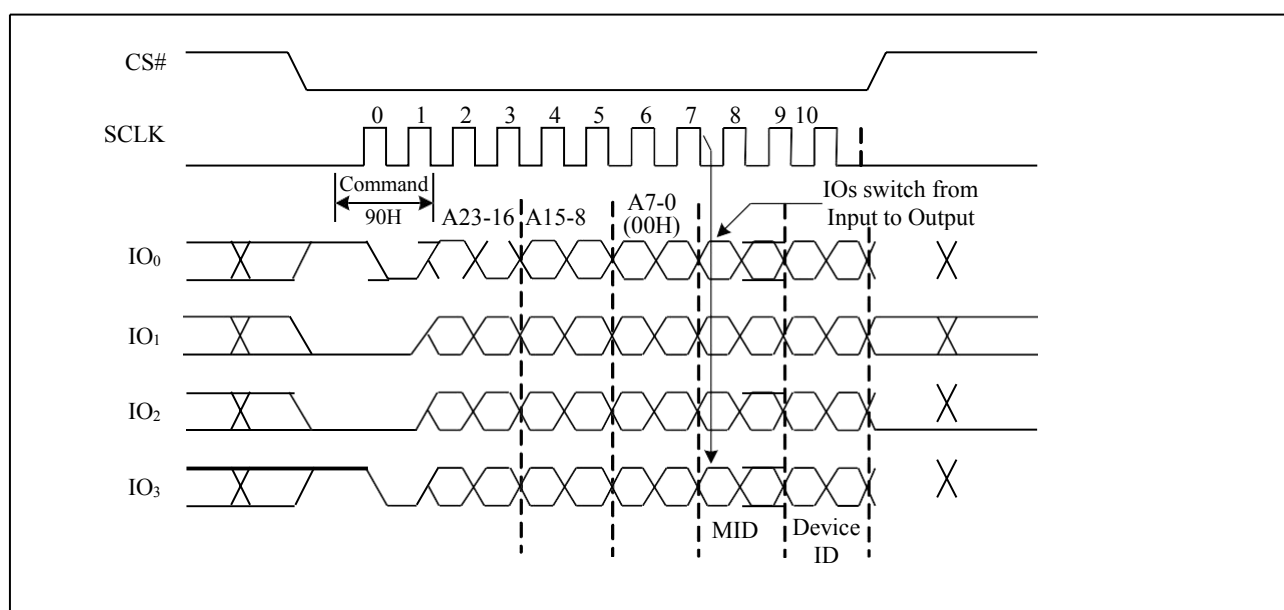 CS#
0 1 2 3 4 5 6 7 8 9 10
SCLK
Command
90H
A23-16
A15-8
A7-0
(00H)
IOs switch from
Input to Output
IO0
IO1
IO2
IO3
MID
Device
ID